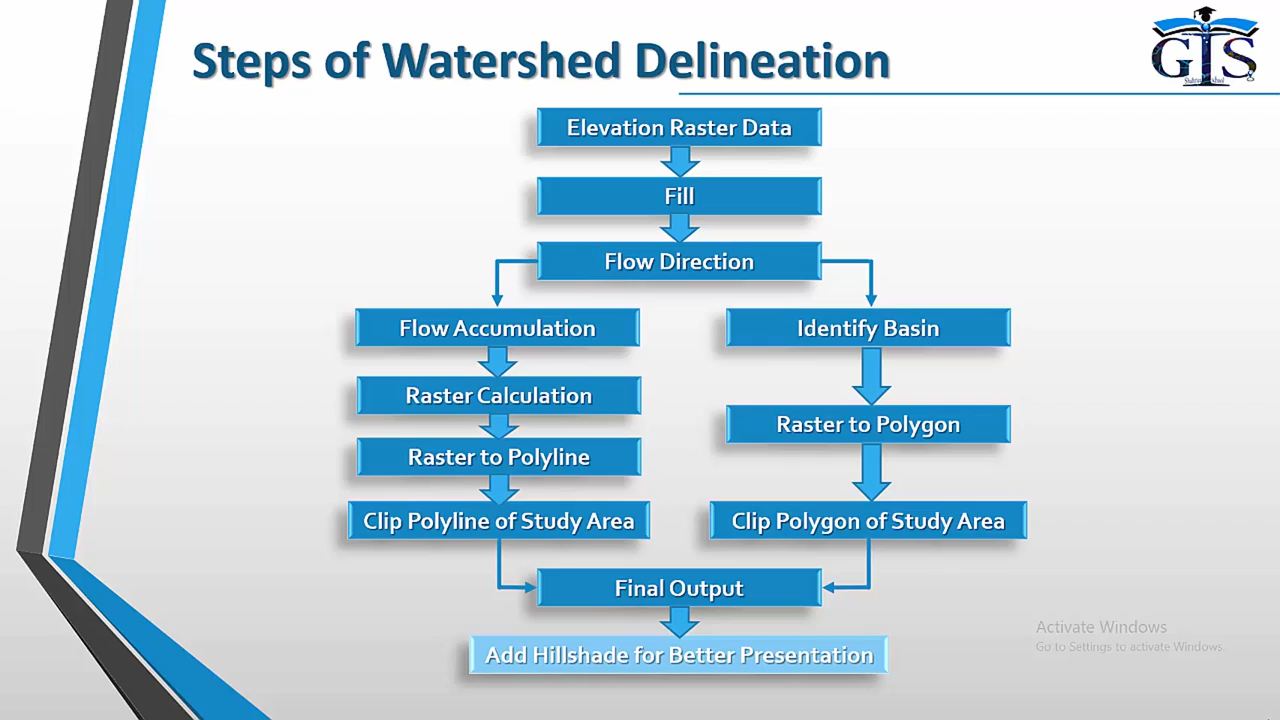 Steps of Watershed Delineation
GIS
Elevation Raster Data
Fill
Flow Direction
Flow Accumulation
Identify Basin
Raster Calculation
Raster to Polygon
Raster to Polyline
Clip Polyline of Study Area
Clip Polygon of Study Area
Final Output
Add Hillshade for Better Presentation
Activate Windows
Go to Settings to activate Windows.